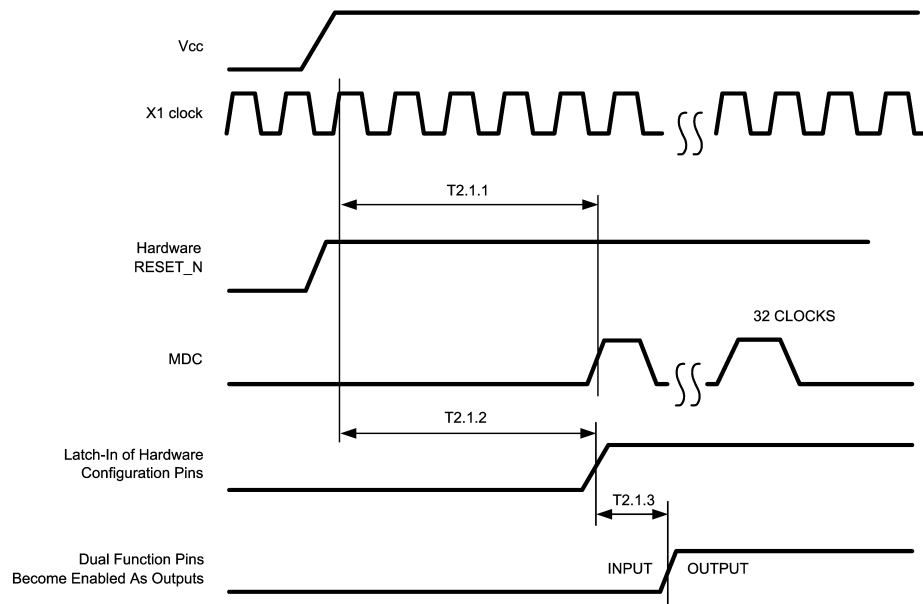 Vcc
X1 clock
T2.1.1
Hardware
RESET_N
32 CLOCKS
MDC
T2.1.2
Latch-In of Hardware
Configuration Pins
T2.1.3
Dual Function Pins
Become Enabled As Outputs
INPUT
OUTPUT